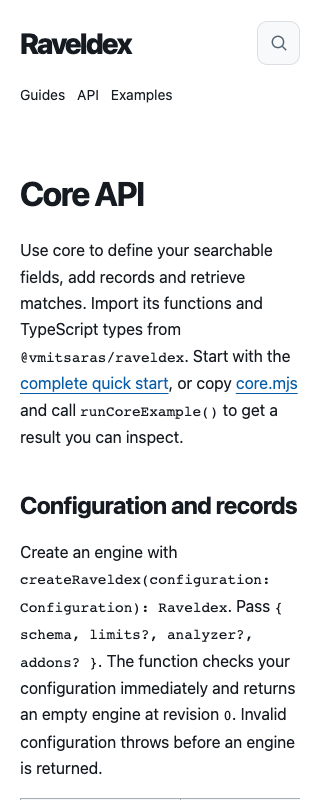 Raveldex
Guides API Examples
Core API
Use core to define your searchable
fields, add records and retrieve
matches. Import its functions and
TypeScript types from
@vmitsaras/raveldex. Start with the
complete quick start, or copy core.mjs
and call runCoreExample() to get a
result you can inspect.
Configuration and records
Create an engine with
createRaveldex(configuration:
Configuration): Raveldex. Pass {
schema, limits?, analyzer?,
addons? }. The function checks your
configuration immediately and returns
an empty engine at revision 0. Invalid
configuration throws before an engine
is returned.